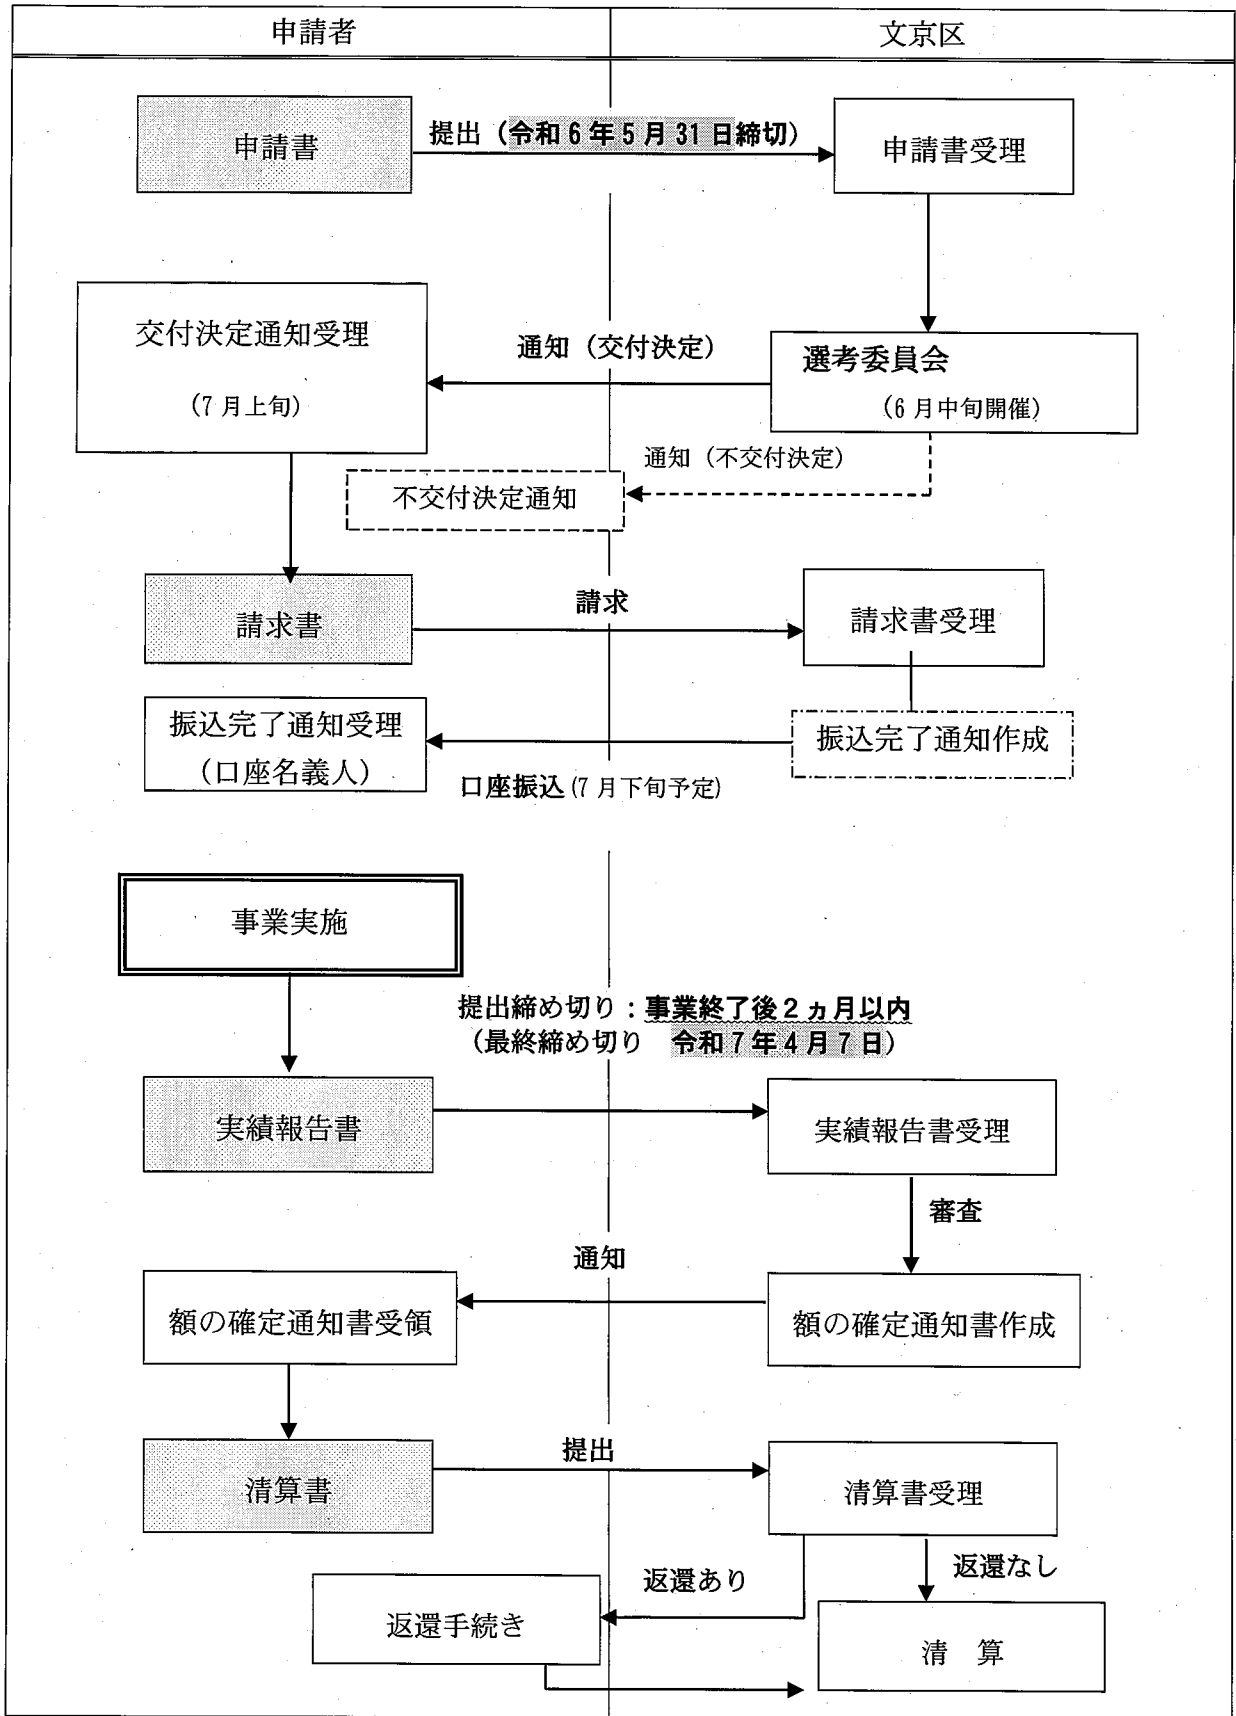 申請者
文京区
申請書
提出（令和６年５月31日締切）
申請書受理
交付決定通知受理
（７月上旬）
通知（交付決定）
選考委員会
（６月中旬開催）
通知（不交付決定）
不交付決定通知
請求書
請求
請求書受理
振込完了通知受理
（口座名義人）
振込完了通知作成
口座振込（７月下旬予定）
事業実施
提出締め切り：事業終了後２ヵ月以内
（最終締め切り　令和７年４月７日）
実績報告書
実績報告書受理
審査
通知
額の確定通知書受領
額の確定通知書作成
清算書
提出
清算書受理
返還あり
返還なし
返還手続き
清　算